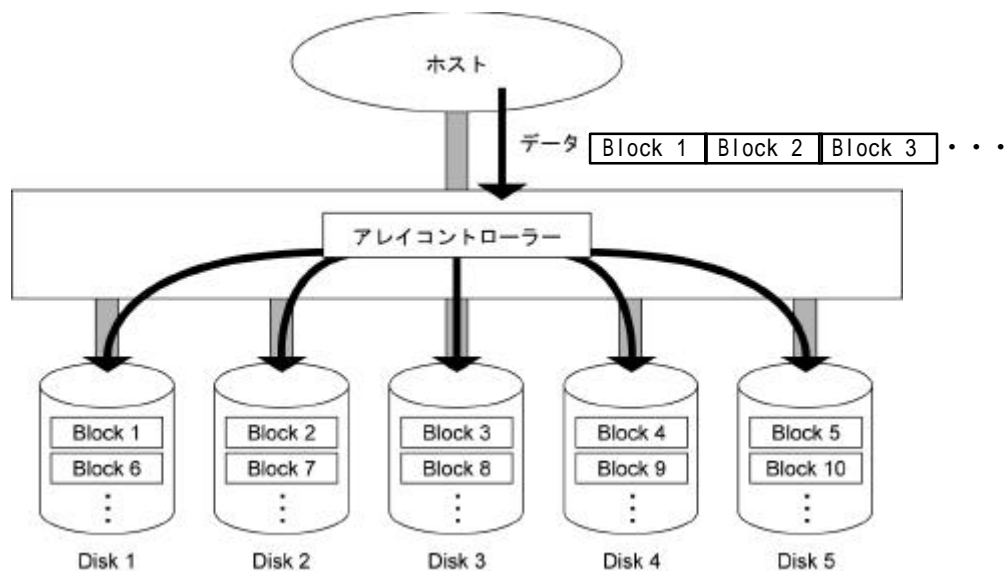 ホスト
データ Block 1 Block 2 Block 3 ・・・
アレイコントローラー
Block 1 Block 2 Block 3 Block 4 Block 5
Block 6 Block 7 Block 8 Block 9 Block 10
Disk 1 Disk 2 Disk 3 Disk 4 Disk 5